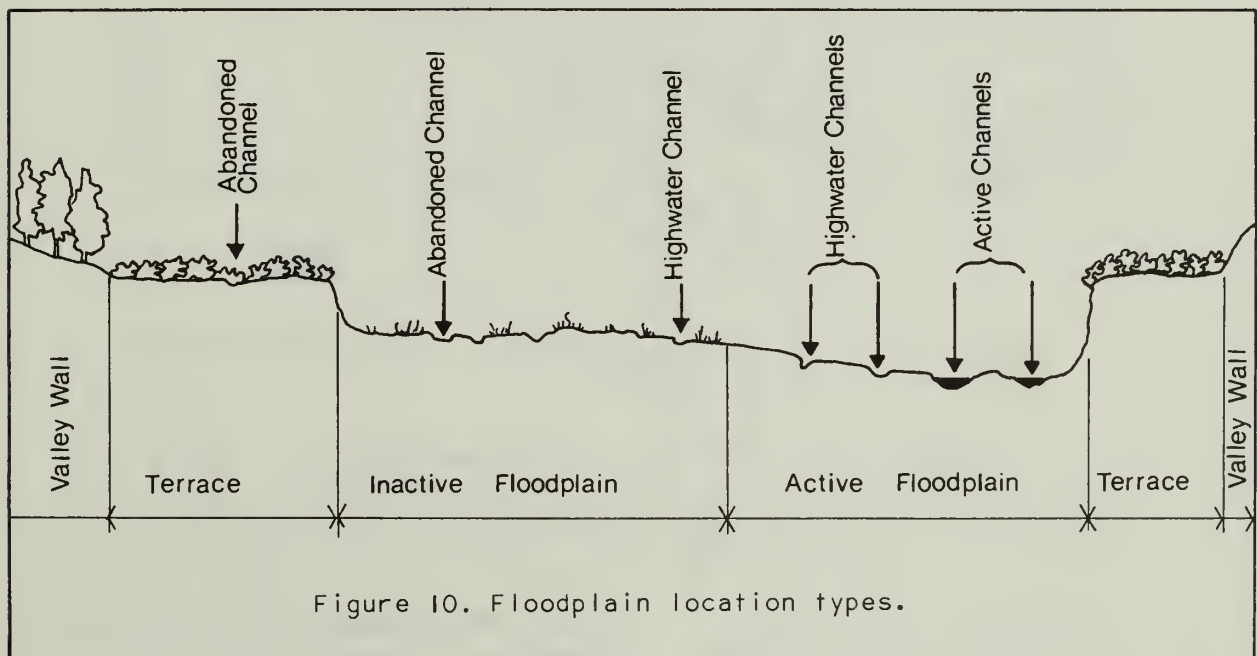 Abandoned
Channel
Abandoned Channel
Highwater Channel
Highwater Channels
Active Channels
Valley Wall
Terrace
Inactive Floodplain
Active Floodplain
Terrace
Valley Wall
Figure 10. Floodplain location types.